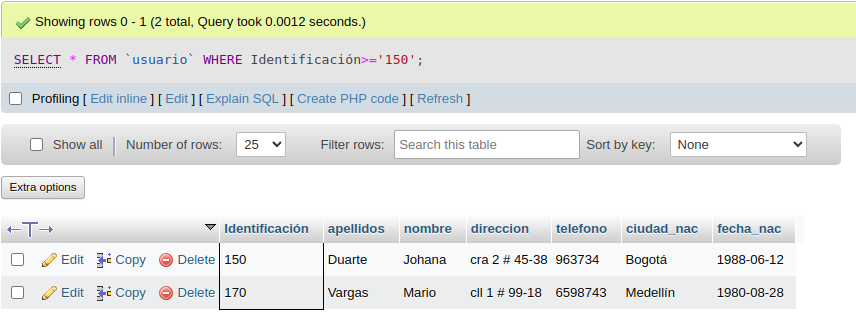 Showing rows 0 - 1 (2 total, Query took 0.0012 seconds.)
SELECT * FROM `usuario` WHERE Identificación>='150';
Profiling [ Edit inline ] [ Edit ] [ Explain SQL ] [ Create PHP code ] [ Refresh ]
Show all Number of rows: 25 Filter rows: Search this table Sort by key: None
Extra options
Identificación apellidos nombre direccion telefono ciudad_nac fecha_nac
Edit Copy Delete 150 Duarte Johana cra 2 # 45-38 963734 Bogotá 1988-06-12
Edit Copy Delete 170 Vargas Mario cll 1 # 99-18 6598743 Medellín 1980-08-28